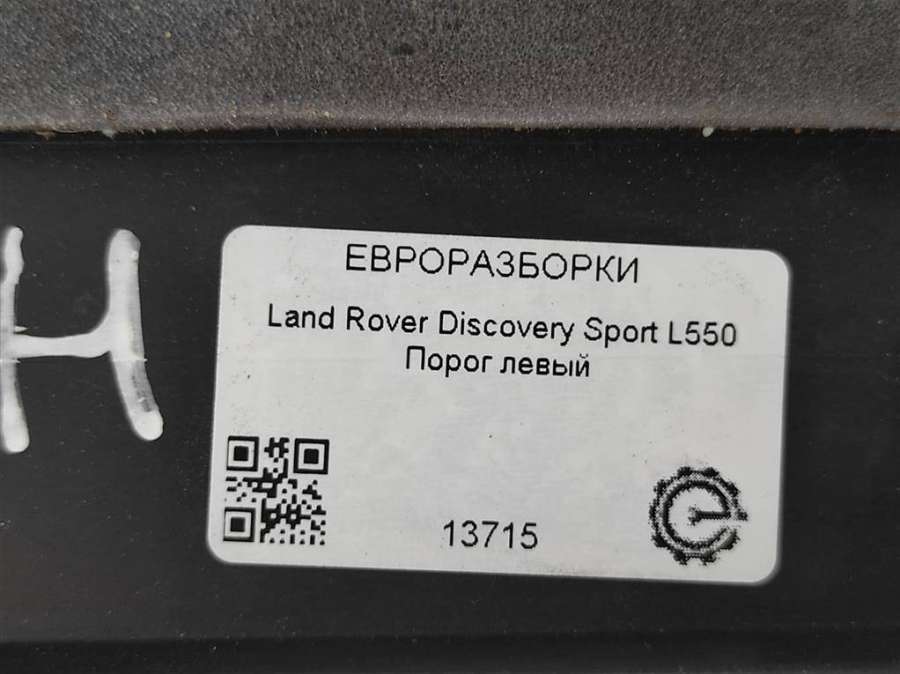 H
ЕВРОРАЗБОРКИ
Land Rover Discovery Sport L550
Порог левый
13715